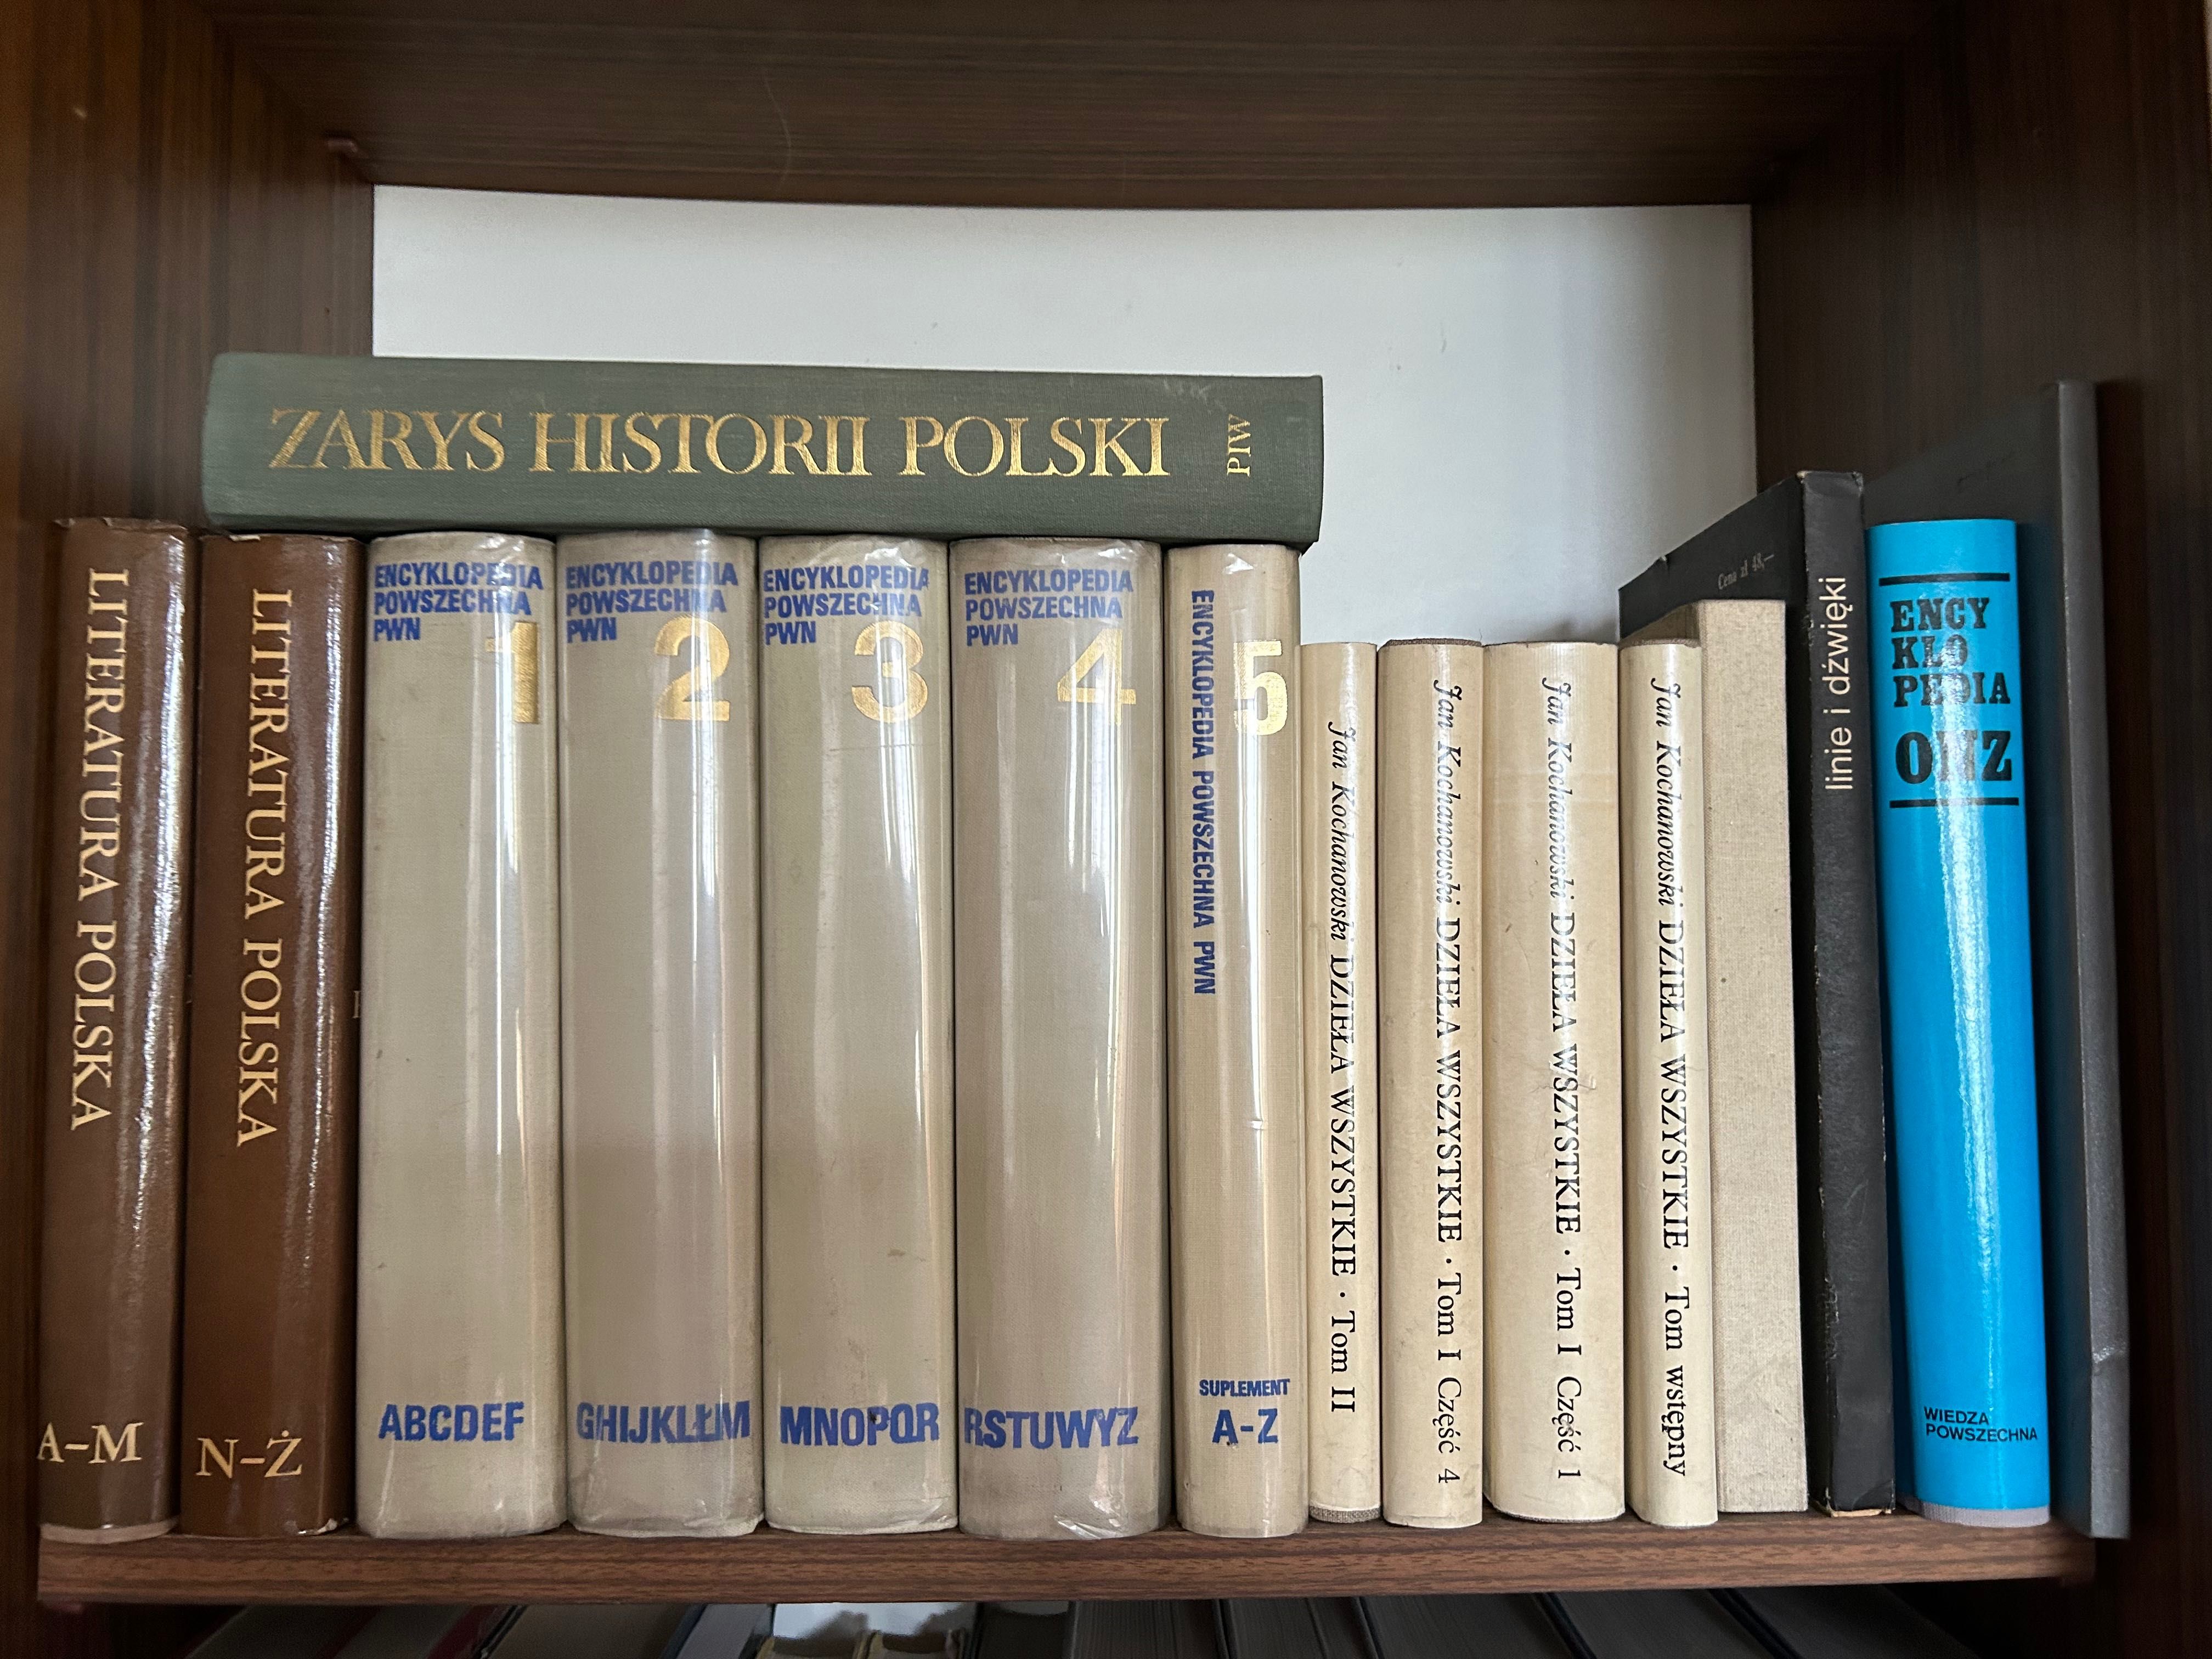 ZARYS HISTORII POLSKI
PIW
LITERATURA POLSKA
A–M
LITERATURA POLSKA
N–Ż
ENCYKLOPEDIA
POWSZECHNA
PWN
1
ABCDEF
ENCYKLOPEDIA
POWSZECHNA
PWN
2
GHIJKLŁM
ENCYKLOPEDIA
POWSZECHNA
PWN
3
MNOPQR
ENCYKLOPEDIA
POWSZECHNA
PWN
4
RSTUWYZ
ENCYKLOPEDIA POWSZECHNA PWN
5
SUPLEMENT
A-Z
Jan Kochanowski DZIEŁA WSZYSTKIE · Tom II
Jan Kochanowski DZIEŁA WSZYSTKIE · Tom I Część 4
Jan Kochanowski DZIEŁA WSZYSTKIE · Tom I Część 1
Jan Kochanowski DZIEŁA WSZYSTKIE · Tom wstępny
Cena zł 48,—
linie i dźwięki
ENCY
KLO
PEDIA
ONZ
WIEDZA
POWSZECHNA